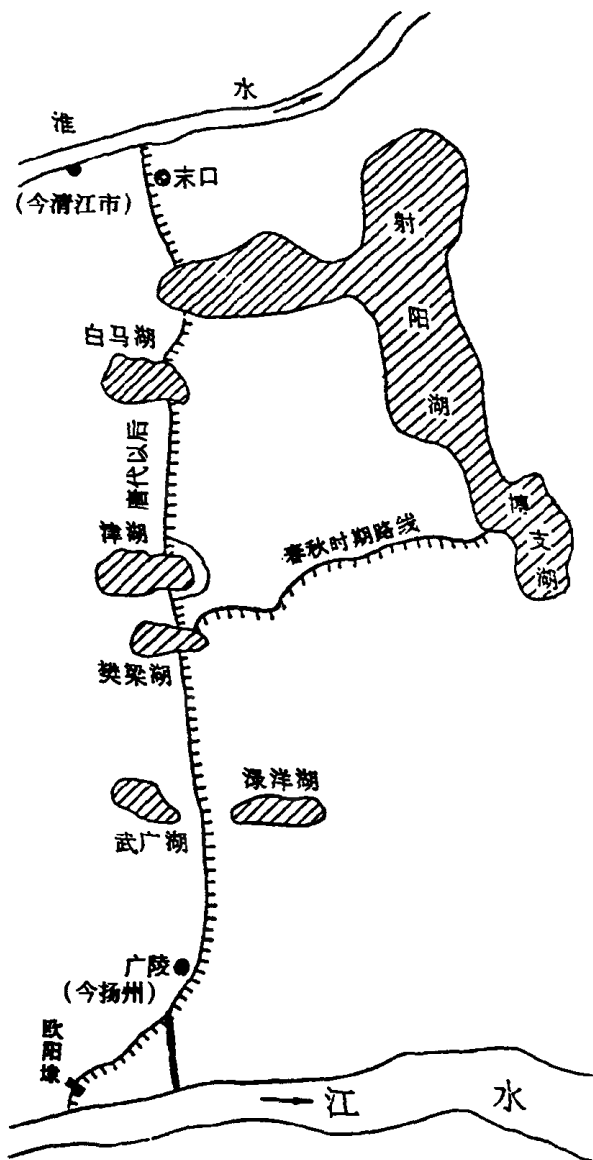 淮水
末口
(今清江市)
射阳湖
白马湖
唐代以后
津湖
春秋时期路线
博支湖
樊梁湖
渌洋湖
武广湖
广陵
(今扬州)
欧阳埭
江水